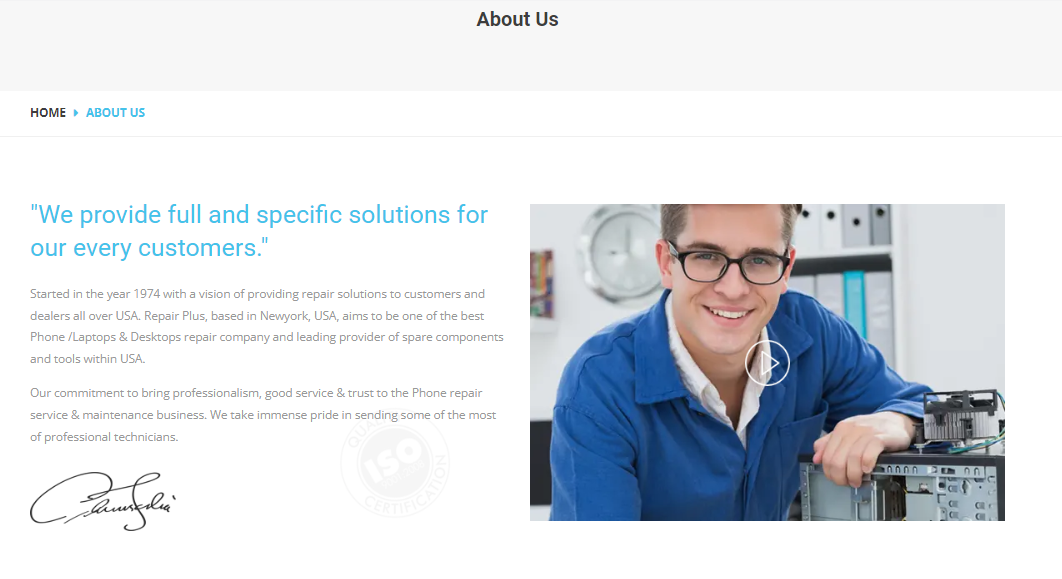 About Us
HOME ABOUT US
"We provide full and specific solutions for
our every customers."
Started in the year 1974 with a vision of providing repair solutions to customers and
dealers all over USA. Repair Plus, based in Newyork, USA, aims to be one of the best
Phone /Laptops & Desktops repair company and leading provider of spare components
and tools within USA.
Our commitment to bring professionalism, good service & trust to the Phone repair
service & maintenance business. We take immense pride in sending some of the most
of professional technicians.
ISO
CERTIFICATION